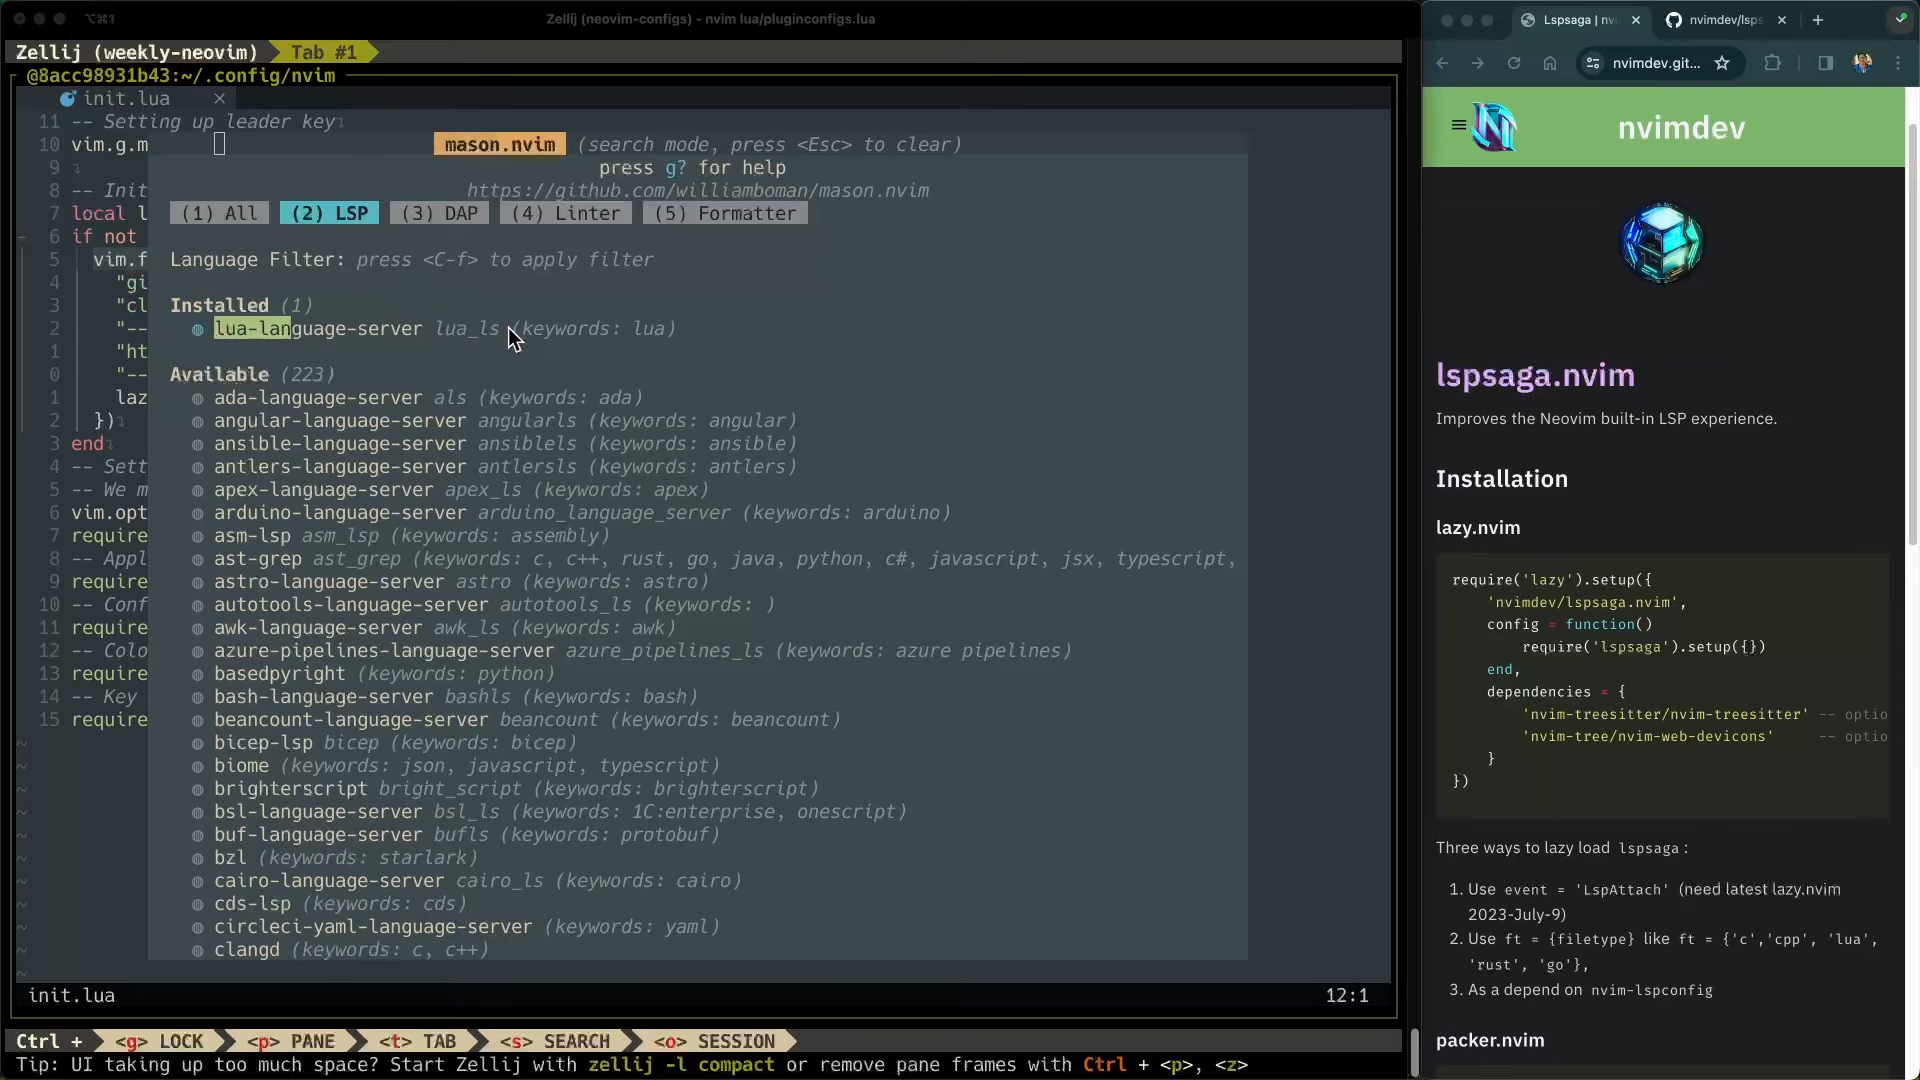 ⌥⌘1
Zellij (neovim-configs) - nvim lua/pluginconfigs.lua
Zellij (weekly-neovim) Tab #1
@8acc98931b43:~/.config/nvim
init.lua ×
11 -- Setting up leader key
10 vim.g.m mason.nvim (search mode, press <Esc> to clear)
9 press g? for help
8 -- Init https://github.com/williamboman/mason.nvim
7 local l (1) All (2) LSP (3) DAP (4) Linter (5) Formatter
6 if not
5 vim.f Language Filter: press <C-f> to apply filter
4 "gi
3 "cl Installed (1)
2 "-- lua-language-server lua_ls (keywords: lua)
1 "ht
0 "-- Available (223)
1 laz ada-language-server als (keywords: ada)
2 }) angular-language-server angularls (keywords: angular)
3 end ansible-language-server ansiblels (keywords: ansible)
4 -- Sett antlers-language-server antlersls (keywords: antlers)
5 -- We m apex-language-server apex_ls (keywords: apex)
6 vim.opt arduino-language-server arduino_language_server (keywords: arduino)
7 require asm-lsp asm_lsp (keywords: assembly)
8 -- Appl ast-grep ast_grep (keywords: c, c++, rust, go, java, python, c#, javascript, jsx, typescript,
9 require astro-language-server astro (keywords: astro)
10 -- Conf autotools-language-server autotools_ls (keywords: )
11 require awk-language-server awk_ls (keywords: awk)
12 -- Colo azure-pipelines-language-server azure_pipelines_ls (keywords: azure pipelines)
13 require basedpyright (keywords: python)
14 -- Key bash-language-server bashls (keywords: bash)
15 require beancount-language-server beancount (keywords: beancount)
~ bicep-lsp bicep (keywords: bicep)
~ biome (keywords: json, javascript, typescript)
~ brighterscript bright_script (keywords: brighterscript)
~ bsl-language-server bsl_ls (keywords: 1C:enterprise, onescript)
~ buf-language-server bufls (keywords: protobuf)
~ bzl (keywords: starlark)
~ cairo-language-server cairo_ls (keywords: cairo)
~ cds-lsp (keywords: cds)
~ circleci-yaml-language-server (keywords: yaml)
~ clangd (keywords: c, c++)
~
init.lua 12:1
Ctrl + <g> LOCK <p> PANE <t> TAB <s> SEARCH <o> SESSION
Tip: UI taking up too much space? Start Zellij with zellij -l compact or remove pane frames with Ctrl + <p>, <z>
Lspsaga | nvi × nvimdev/lsps × +
nvimdev.git...
nvimdev
lspsaga.nvim
Improves the Neovim built-in LSP experience.
Installation
lazy.nvim
require('lazy').setup({
'nvimdev/lspsaga.nvim',
config = function()
require('lspsaga').setup({})
end,
dependencies = {
'nvim-treesitter/nvim-treesitter' -- optio
'nvim-tree/nvim-web-devicons' -- optio
}
})
Three ways to lazy load lspsaga :
1. Use event = 'LspAttach' (need latest lazy.nvim
2023-July-9)
2. Use ft = {filetype} like ft = {'c','cpp', 'lua',
'rust', 'go'},
3. As a depend on nvim-lspconfig
packer.nvim